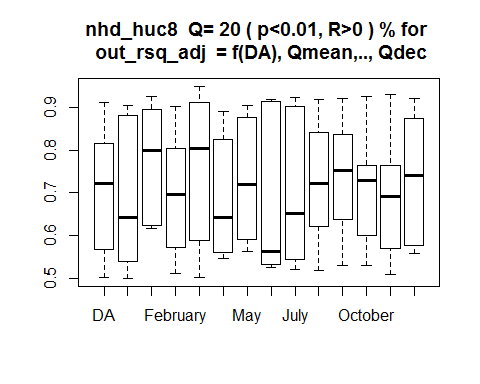 nhd_huc8 Q= 20 ( p<0.01, R>0 ) % for
out_rsq_adj = f(DA), Qmean,.., Qdec
0.9
0.8
0.7
0.6
0.5
DA February May July October